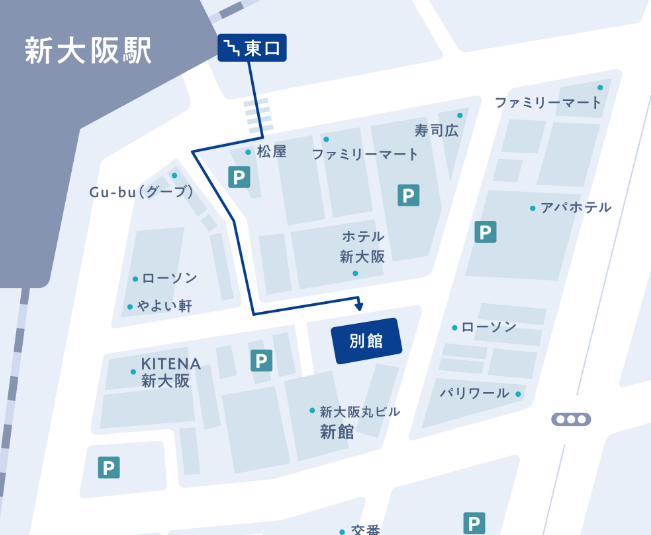 新大阪駅
東口
ファミリーマート
寿司広
松屋
ファミリーマート
P
P
Gu-bu(グーブ)
アパホテル
P
ホテル
新大阪
ローソン
やよい軒
ローソン
別館
P
KITENA
新大阪
パリワール
新大阪丸ビル
新館
P
P
交番